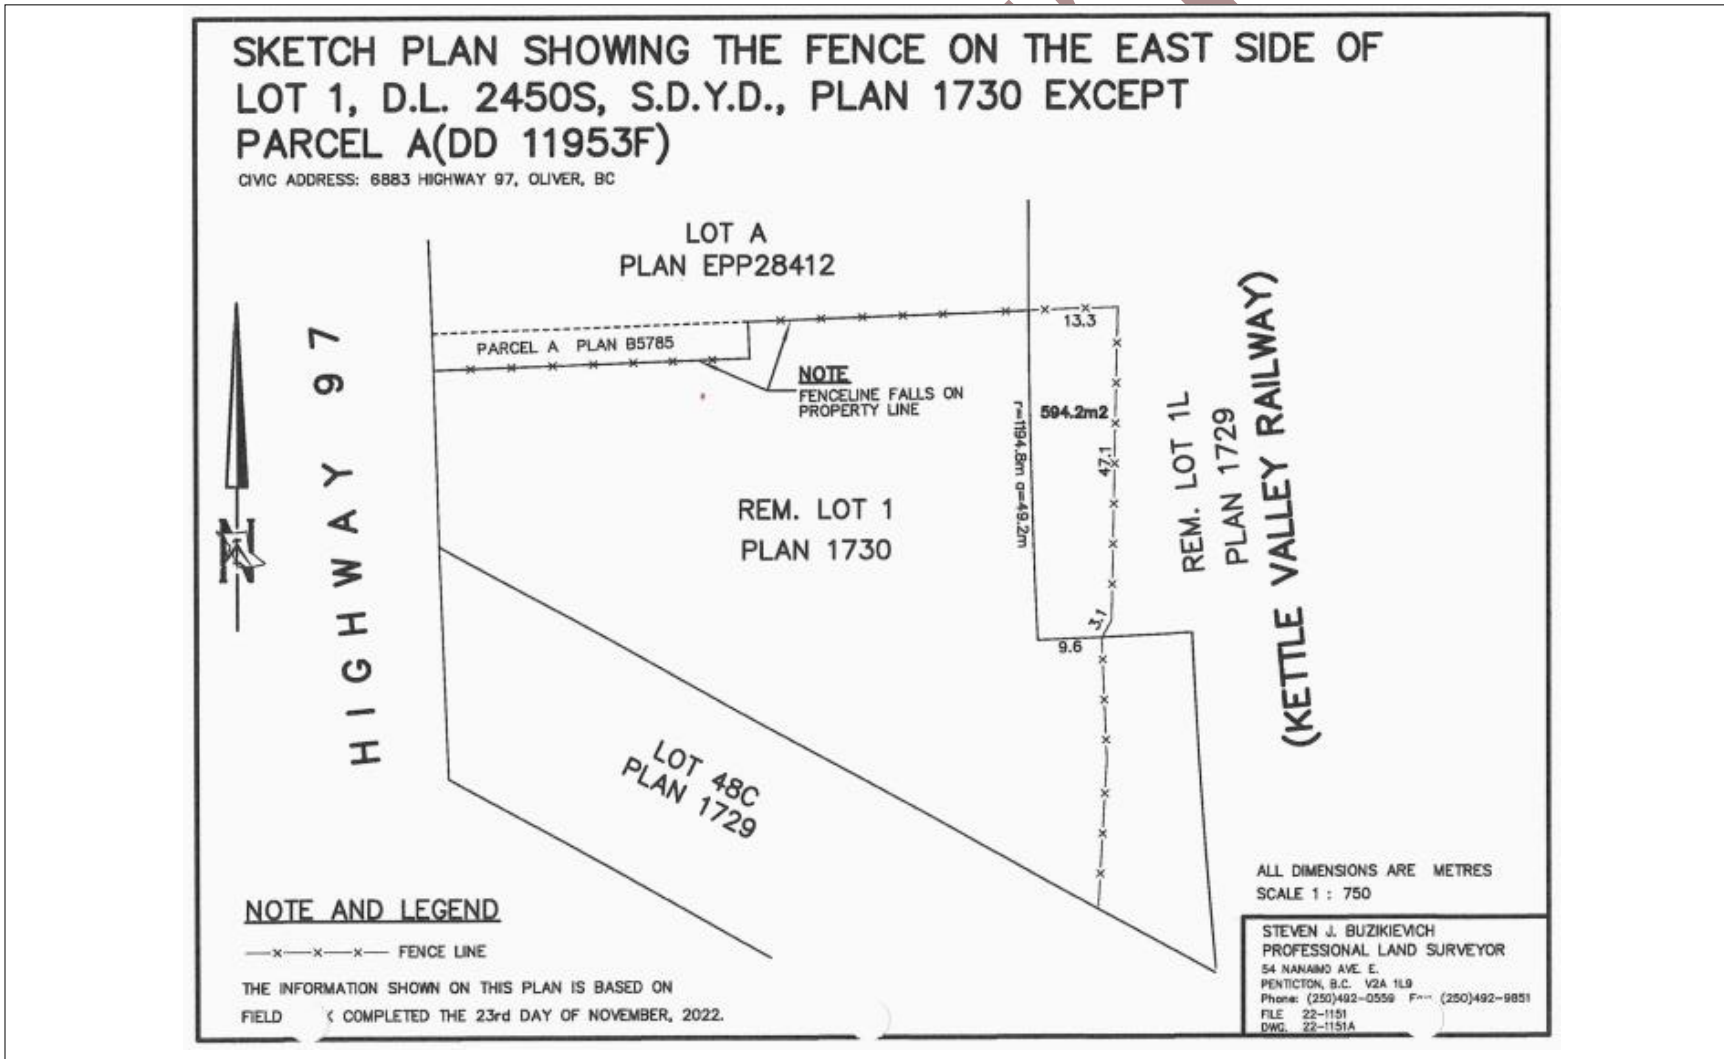 SKETCH PLAN SHOWING THE FENCE ON THE EAST SIDE OF
LOT 1, D.L. 2450S, S.D.Y.D., PLAN 1730 EXCEPT
PARCEL A(DD 11953F)
CIVIC ADDRESS: 6883 HIGHWAY 97, OLIVER, BC
LOT A
PLAN EPP28412
HIGHWAY 97
PARCEL A PLAN B5785
13.3
NOTE
FENCELINE FALLS ON
PROPERTY LINE
r=1194.8m a=49.2m
594.2m2
47.1
REM. LOT 1L
PLAN 1729
(KETTLE VALLEY RAILWAY)
N
REM. LOT 1
PLAN 1730
3.1
9.6
LOT 48C
PLAN 1729
ALL DIMENSIONS ARE METRES
SCALE 1 : 750
NOTE AND LEGEND
FENCE LINE
THE INFORMATION SHOWN ON THIS PLAN IS BASED ON
FIELD K COMPLETED THE 23rd DAY OF NOVEMBER, 2022.
STEVEN J. BUZIKIEVICH
PROFESSIONAL LAND SURVEYOR
54 NANAIMO AVE. E.
PENTICTON, B.C. V2A 1L9
Phone: (250)492-0559 (250)492-9851
FILE 22-1151
DWG. 22-1151A